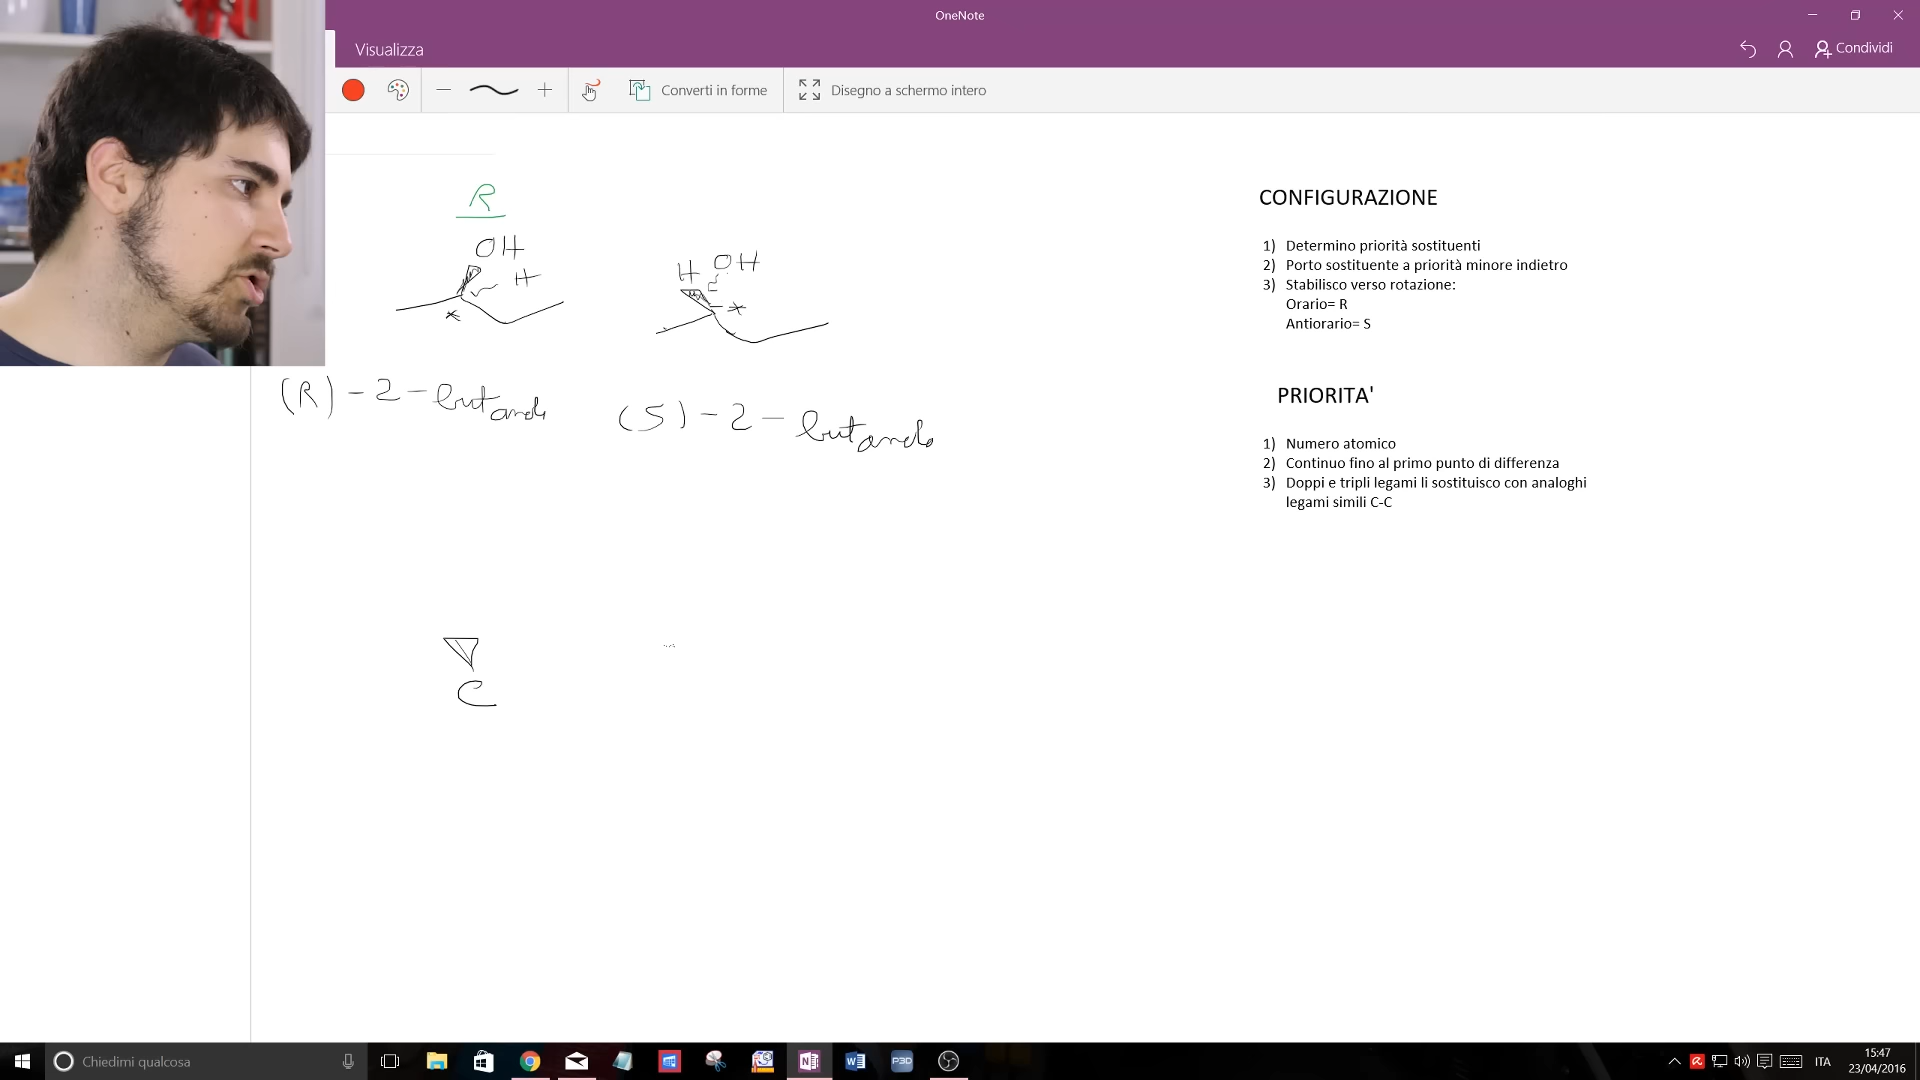 OneNote
Visualizza
Condividi
Converti in forme
Disegno a schermo intero
R
OH
H
*
H OH
*
(R)-2-butanolo
(S)-2-butanolo
C
CONFIGURAZIONE
1) Determino priorità sostituenti
2) Porto sostituente a priorità minore indietro
3) Stabilisco verso rotazione:
Orario= R
Antiorario= S
PRIORITA'
1) Numero atomico
2) Continuo fino al primo punto di differenza
3) Doppi e tripli legami li sostituisco con analoghi
legami simili C-C
Chiedimi qualcosa
P3D
ITA
15:47
23/04/2016